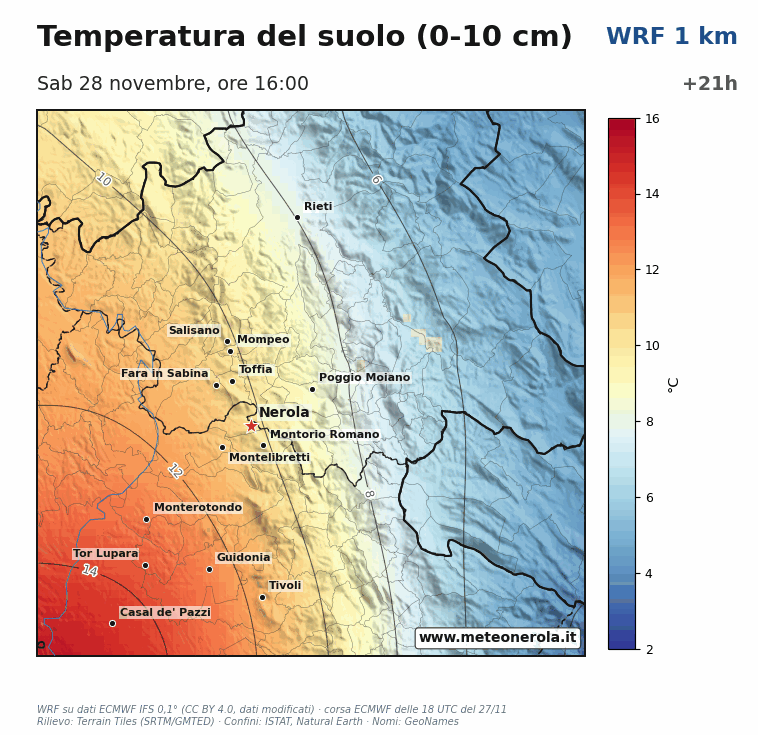 Temperatura del suolo (0-10 cm)
WRF 1 km
Sab 28 novembre, ore 16:00
+21h
10
6
Rieti
Salisano
Mompeo
Fara in Sabina
Toffia
Poggio Moiano
Nerola
Montorio Romano
Montelibretti
12
8
Monterotondo
Tor Lupara
14
Guidonia
Tivoli
Casal de' Pazzi
www.meteonerola.it
16
14
12
10
8
6
4
2
°C
WRF su dati ECMWF IFS 0,1° (CC BY 4.0, dati modificati) · corsa ECMWF delle 18 UTC del 27/11
Rilievo: Terrain Tiles (SRTM/GMTED) · Confini: ISTAT, Natural Earth · Nomi: GeoNames